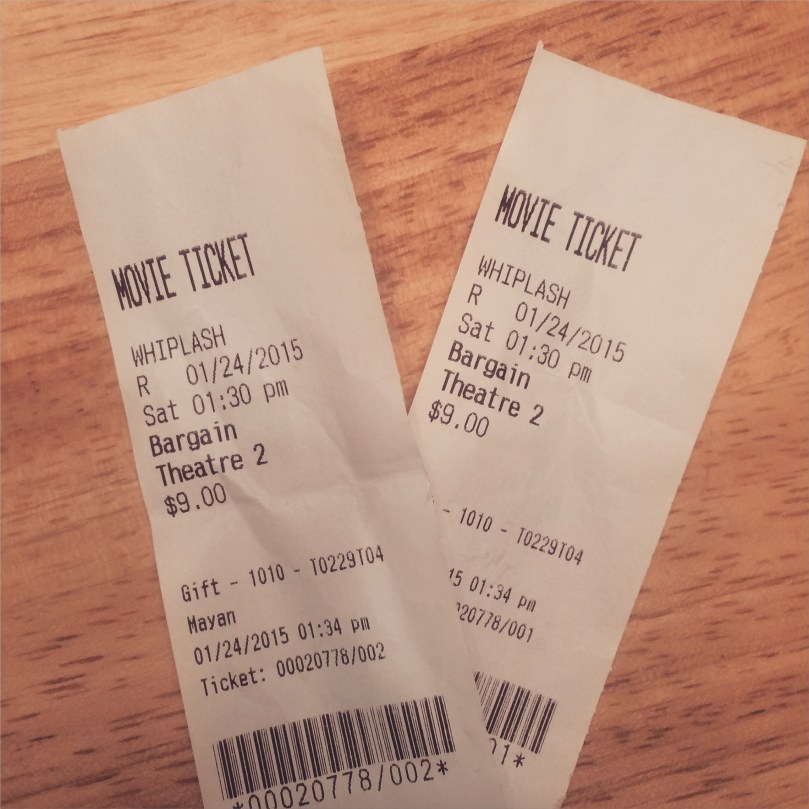 MOVIE TICKET
WHIPLASH
R 01/24/2015
Sat 01:30 pm
Bargain
Theatre 2
$9.00
Gift - 1010 - T0229T04
Mayan
01/24/2015 01:34 pm
Ticket: 00020778/002
*00020778/002*
MOVIE TICKET
WHIPLASH
R 01/24/2015
Sat 01:30 pm
Bargain
Theatre 2
$9.00
- 1010 - T0229T04
15 01:34 pm
20778/001
01*